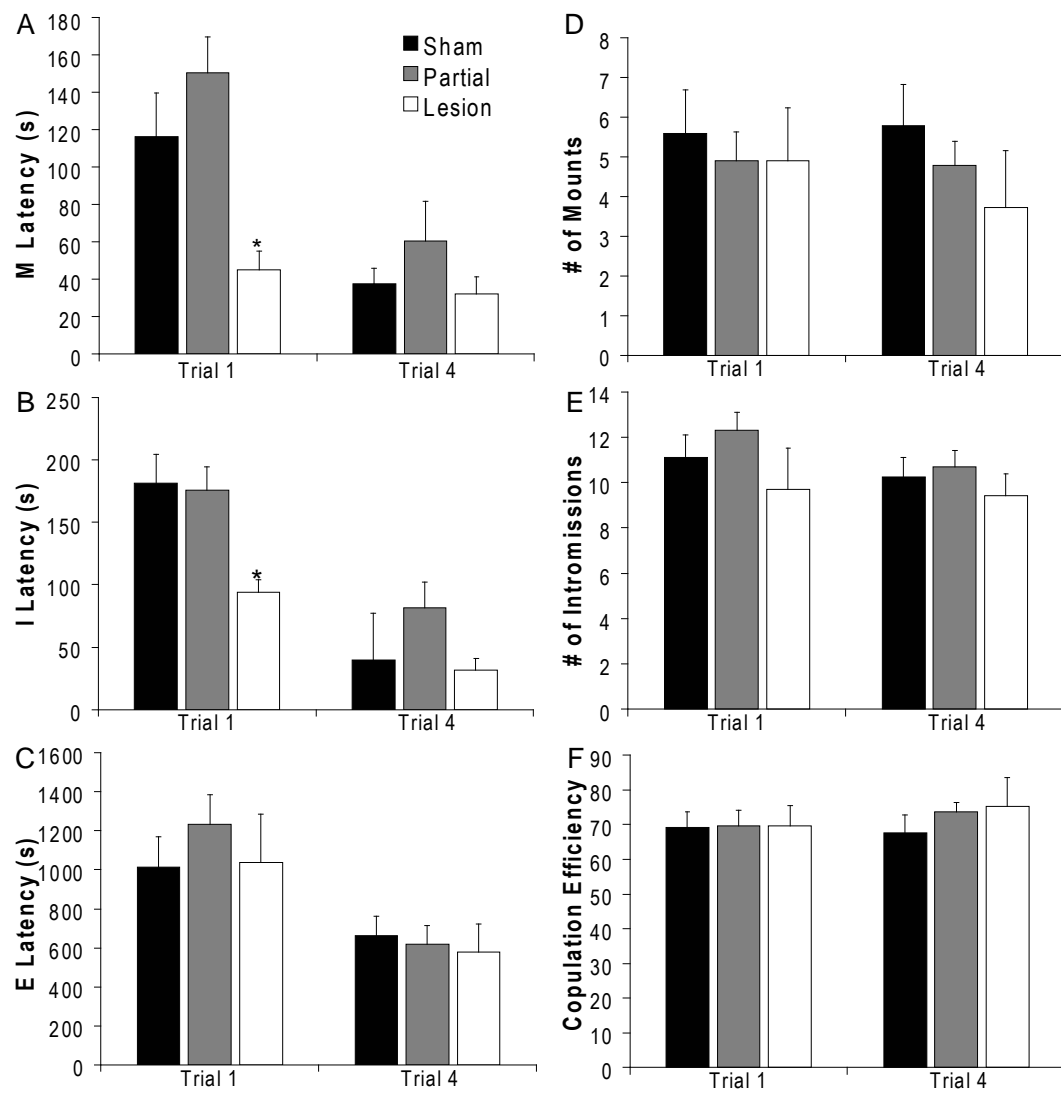 A
M Latency (s)
180
160
140
120
100
80
60
40
20
0
Sham
Partial
Lesion
*
Trial 1
Trial 4
B
I Latency (s)
250
200
150
100
50
0
*
Trial 1
Trial 4
C
E Latency (s)
1600
1400
1200
1000
800
600
400
200
0
Trial 1
Trial 4
D
# of Mounts
8
7
6
5
4
3
2
1
0
Trial 1
Trial 4
E
# of Intromissions
14
12
10
8
6
4
2
0
Trial 1
Trial 4
F
Copulation Efficiency
90
80
70
60
50
40
30
20
10
0
Trial 1
Trial 4